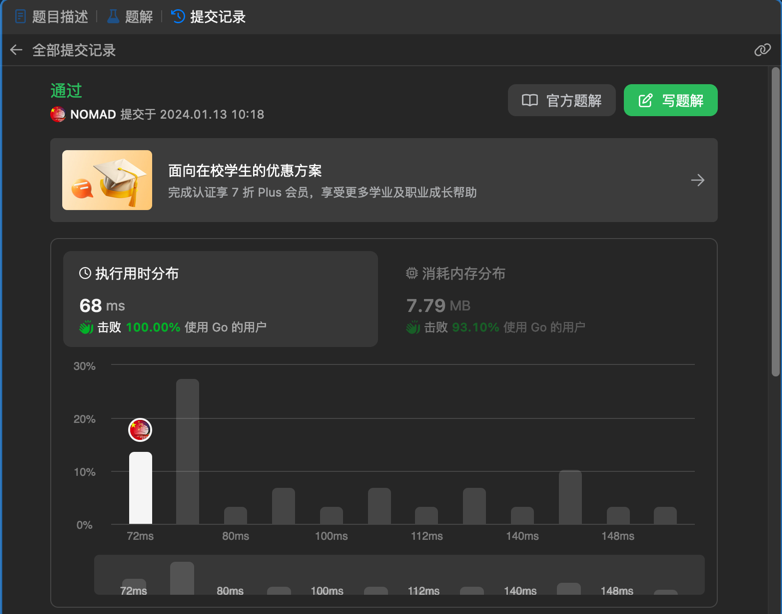 题目描述 题解 提交记录
全部提交记录
通过
NOMAD 提交于 2024.01.13 10:18
官方题解
写题解
面向在校学生的优惠方案
完成认证享 7 折 Plus 会员，享受更多学业及职业成长帮助
执行用时分布
68 ms
击败 100.00% 使用 Go 的用户
消耗内存分布
7.79 MB
击败 93.10% 使用 Go 的用户
30%
20%
10%
0%
72ms 80ms 100ms 112ms 140ms 148ms
72ms 80ms 100ms 112ms 140ms 148ms